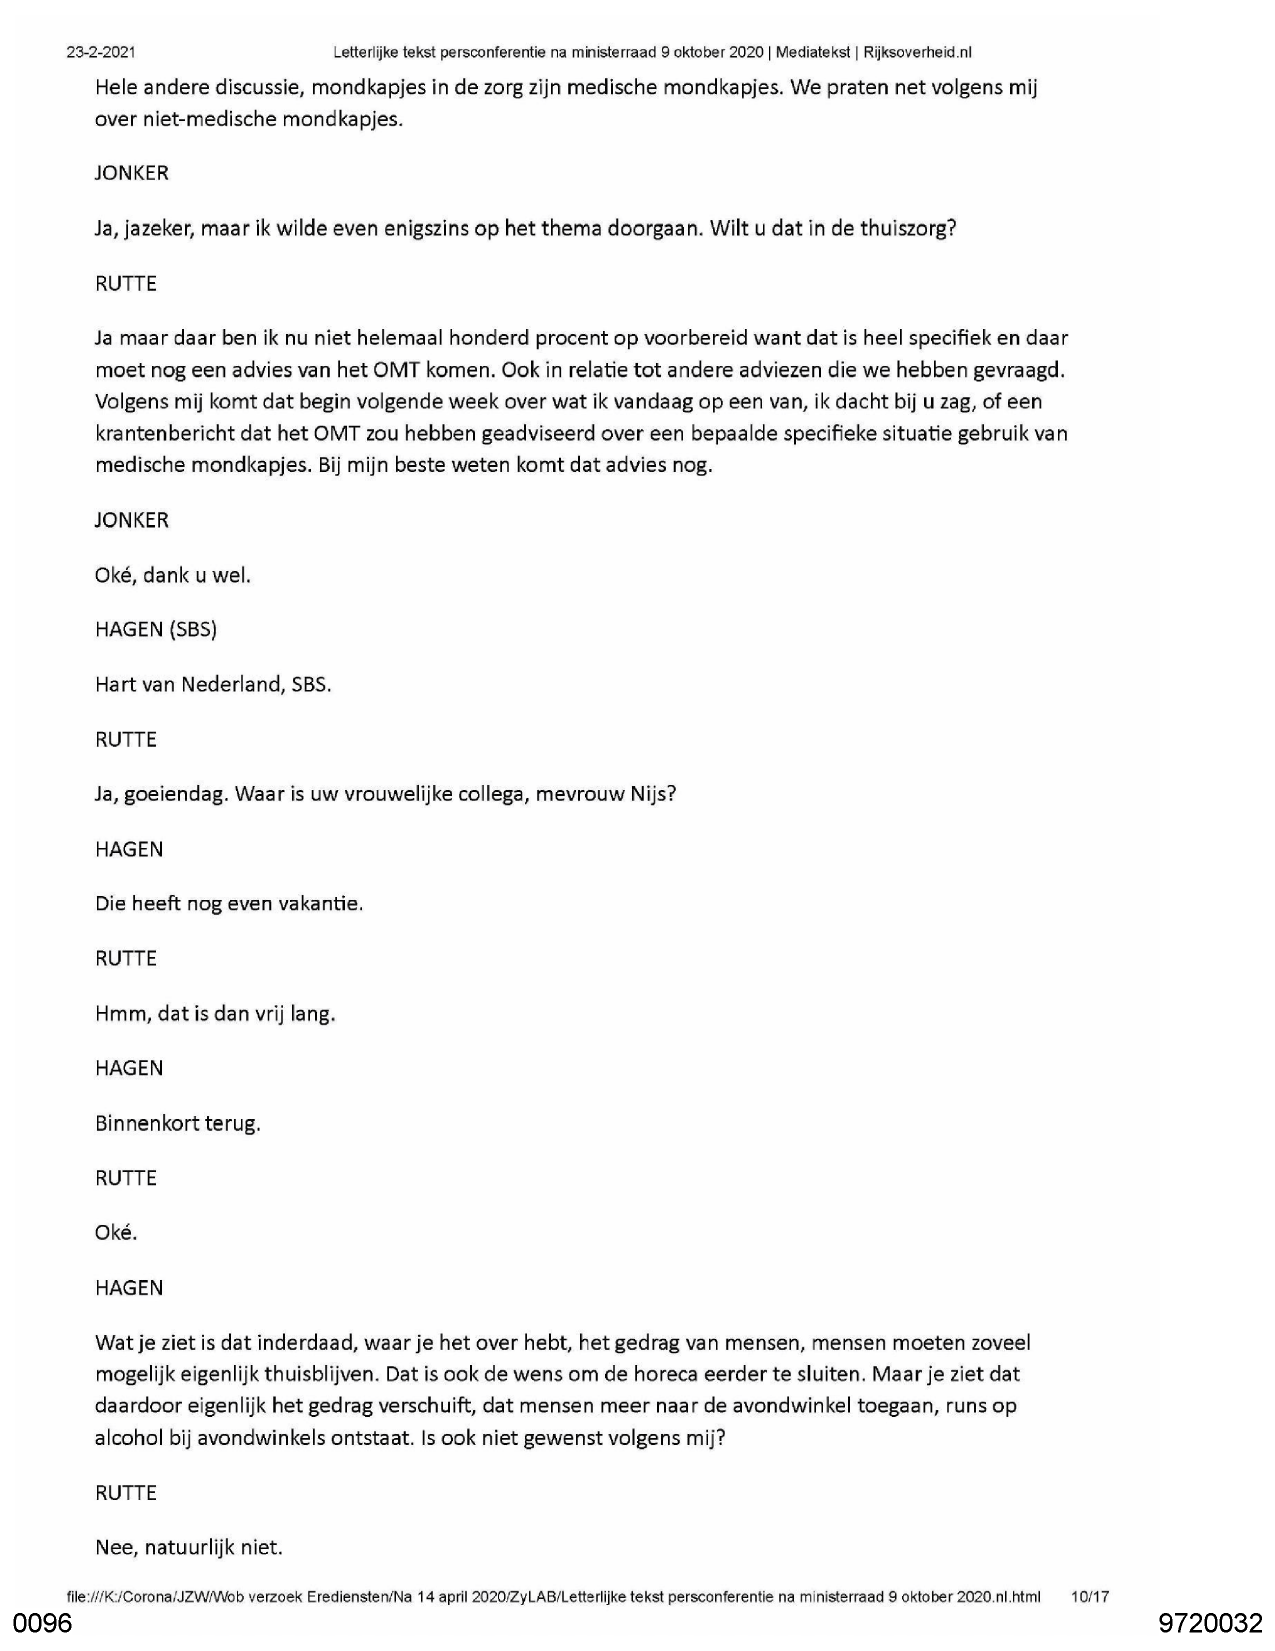 23-2-2021 Letterlijke tekst persconferentie na ministerraad 9 oktober 2020 | Mediatekst | Rijksoverheid.nl
Hele andere discussie, mondkapjes in de zorg zijn medische mondkapjes. We praten net volgens mij
over niet-medische mondkapjes.
JONKER
Ja, jazeker, maar ik wilde even enigszins op het thema doorgaan. Wilt u dat in de thuiszorg?
RUTTE
Ja maar daar ben ik nu niet helemaal honderd procent op voorbereid want dat is heel specifiek en daar
moet nog een advies van het OMT komen. Ook in relatie tot andere adviezen die we hebben gevraagd.
Volgens mij komt dat begin volgende week over wat ik vandaag op een van, ik dacht bij u zag, of een
krantenbericht dat het OMT zou hebben geadviseerd over een bepaalde specifieke situatie gebruik van
medische mondkapjes. Bij mijn beste weten komt dat advies nog.
JONKER
Oké, dank u wel.
HAGEN (SBS)
Hart van Nederland, SBS.
RUTTE
Ja, goeiendag. Waar is uw vrouwelijke collega, mevrouw Nijs?
HAGEN
Die heeft nog even vakantie.
RUTTE
Hmm, dat is dan vrij lang.
HAGEN
Binnenkort terug.
RUTTE
Oké.
HAGEN
Wat je ziet is dat inderdaad, waar je het over hebt, het gedrag van mensen, mensen moeten zoveel
mogelijk eigenlijk thuisblijven. Dat is ook de wens om de horeca eerder te sluiten. Maar je ziet dat
daardoor eigenlijk het gedrag verschuift, dat mensen meer naar de avondwinkel toegaan, runs op
alcohol bij avondwinkels ontstaat. Is ook niet gewenst volgens mij?
RUTTE
Nee, natuurlijk niet.
file:///K:/Corona/JZW/Wob verzoek Erediensten/Na 14 april 2020/ZyLAB/Letterlijke tekst persconferentie na ministerraad 9 oktober 2020.nl.html 10/17
0096 9720032